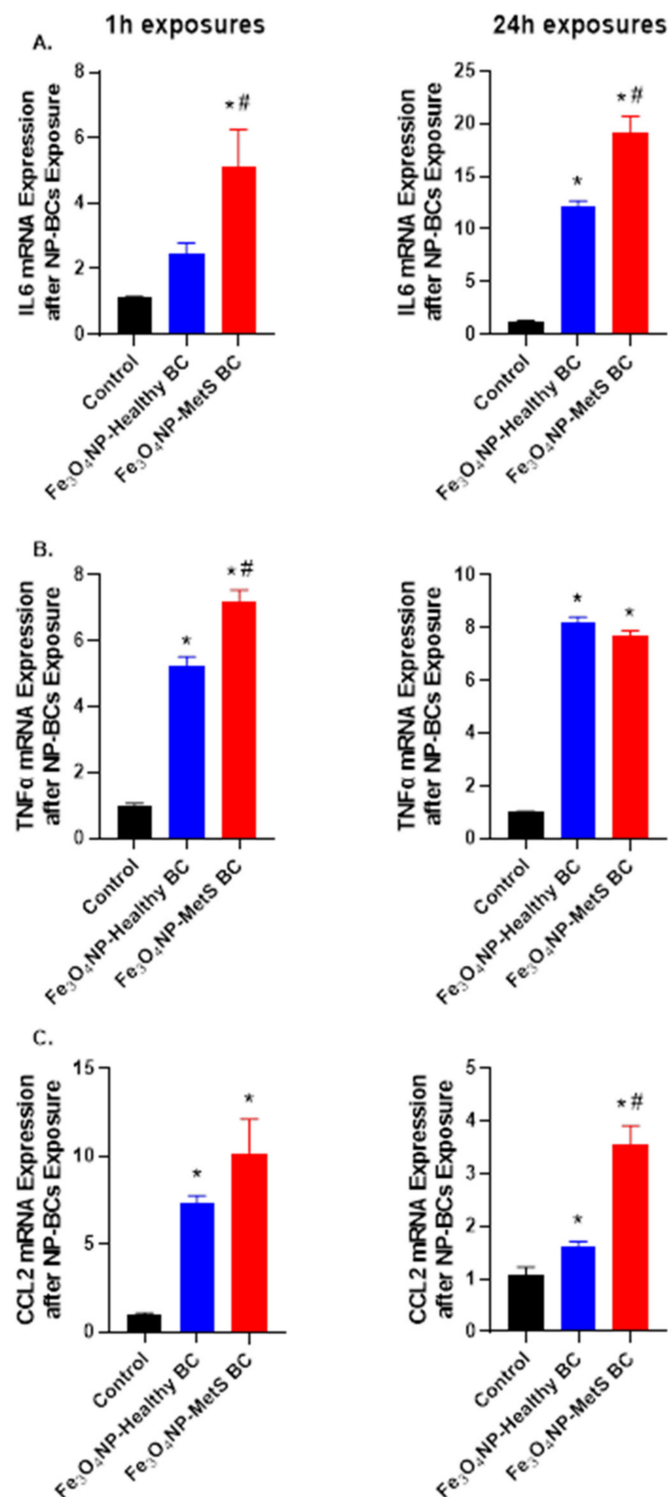 1h exposures
24h exposures
A.
IL6 mRNA Expression
after NP-BCs Exposure
8
6
4
2
0
* #
Control
Fe₃O₄NP-Healthy BC
Fe₃O₄NP-MetS BC
IL6 mRNA Expression
after NP-BCs Exposure
25
20
15
10
5
0
*
* #
Control
Fe₃O₄NP-Healthy BC
Fe₃O₄NP-MetS BC
B.
TNFα mRNA Expression
after NP-BCs Exposure
8
6
4
2
0
*
* #
Control
Fe₃O₄NP-Healthy BC
Fe₃O₄NP-MetS BC
TNFα mRNA Expression
after NP-BCs Exposure
10
8
6
4
2
0
*
*
Control
Fe₃O₄NP-Healthy BC
Fe₃O₄NP-MetS BC
C.
CCL2 mRNA Expression
after NP-BCs Exposure
15
10
5
0
*
*
Control
Fe₃O₄NP-Healthy BC
Fe₃O₄NP-MetS BC
CCL2 mRNA Expression
after NP-BCs Exposure
5
4
3
2
1
0
*
* #
Control
Fe₃O₄NP-Healthy BC
Fe₃O₄NP-MetS BC